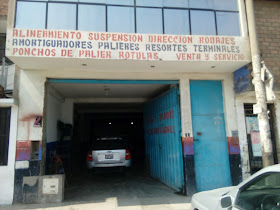 ALINEAMIENTO SUSPENSION DIRECCION RODAJES
AMORTIGUADORES PALIERES RESORTES TERMINALES
PONCHOS DE PALIER ROTULAS VENTA Y SERVICIO